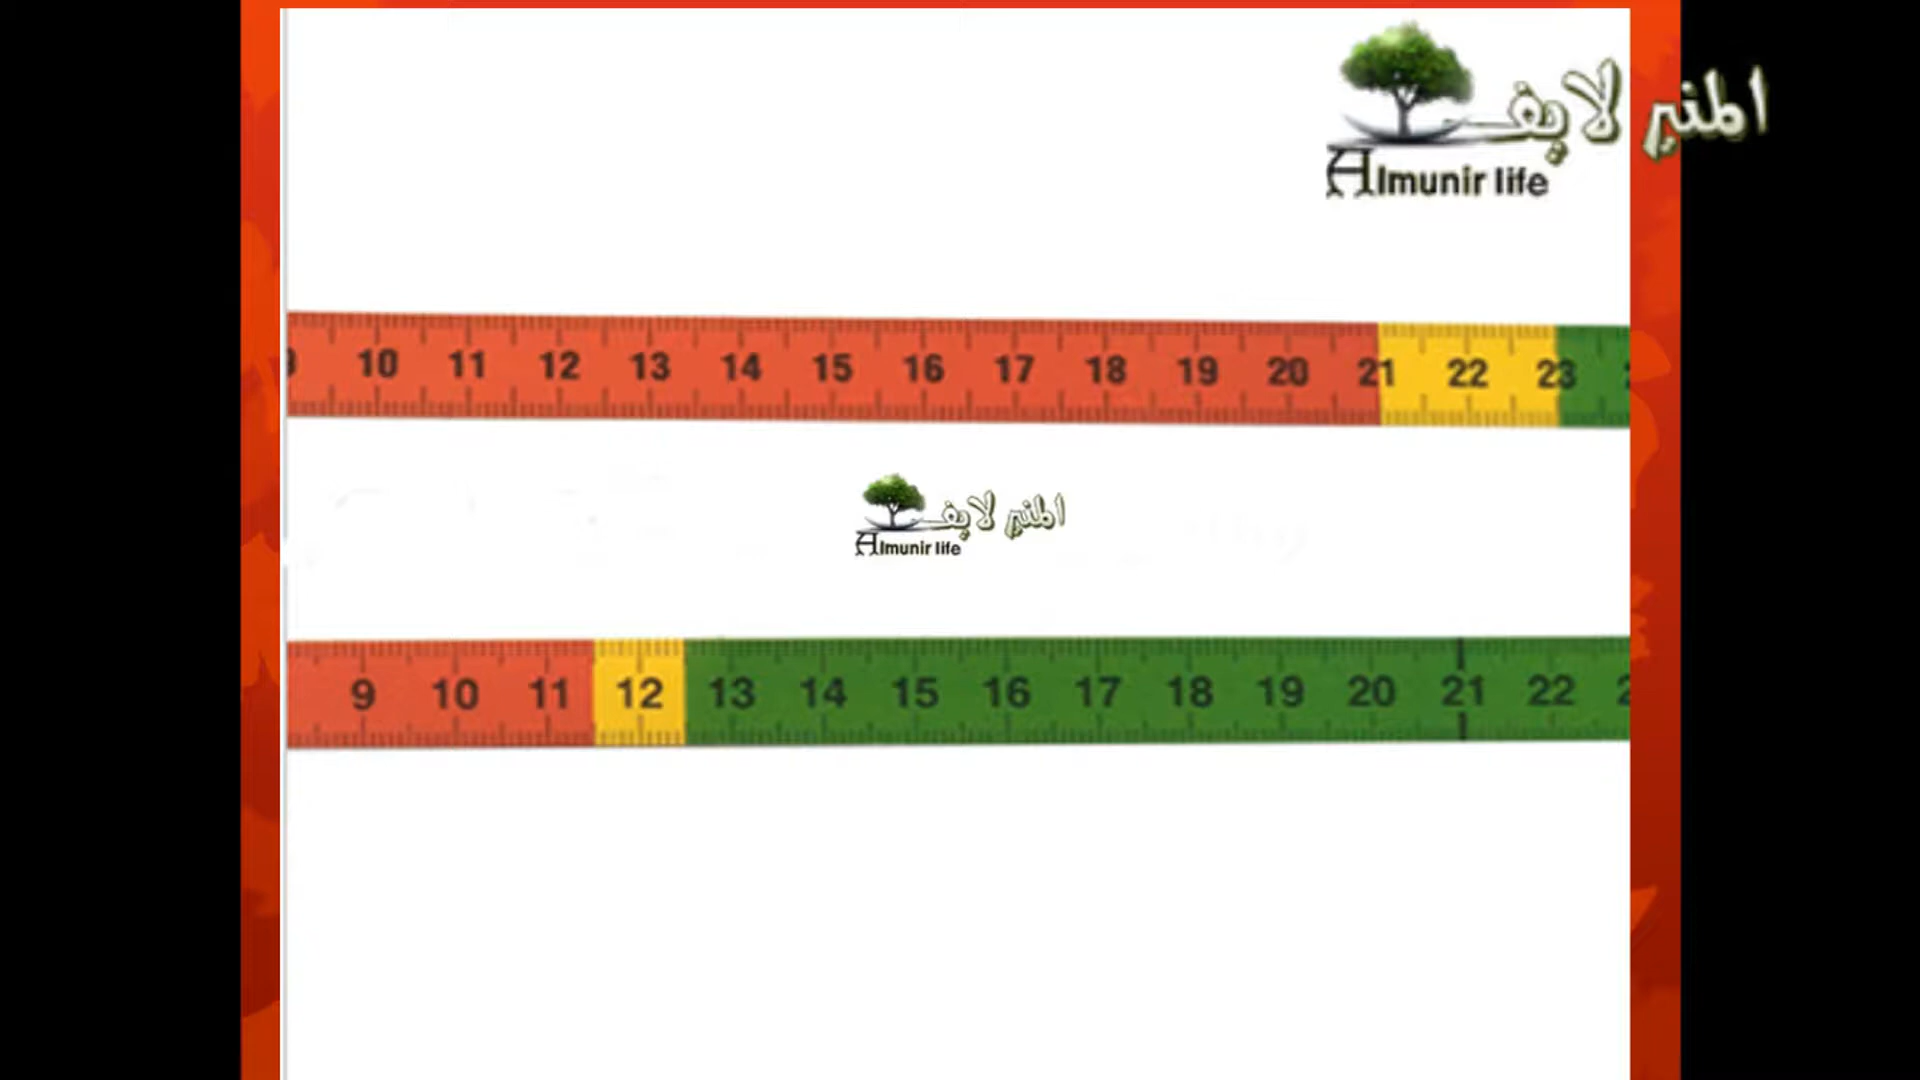 المنير لايف
Almunir life
10 11 12 13 14 15 16 17 18 19 20 21 22 23
المنير لايف
Almunir life
9 10 11 12 13 14 15 16 17 18 19 20 21 22